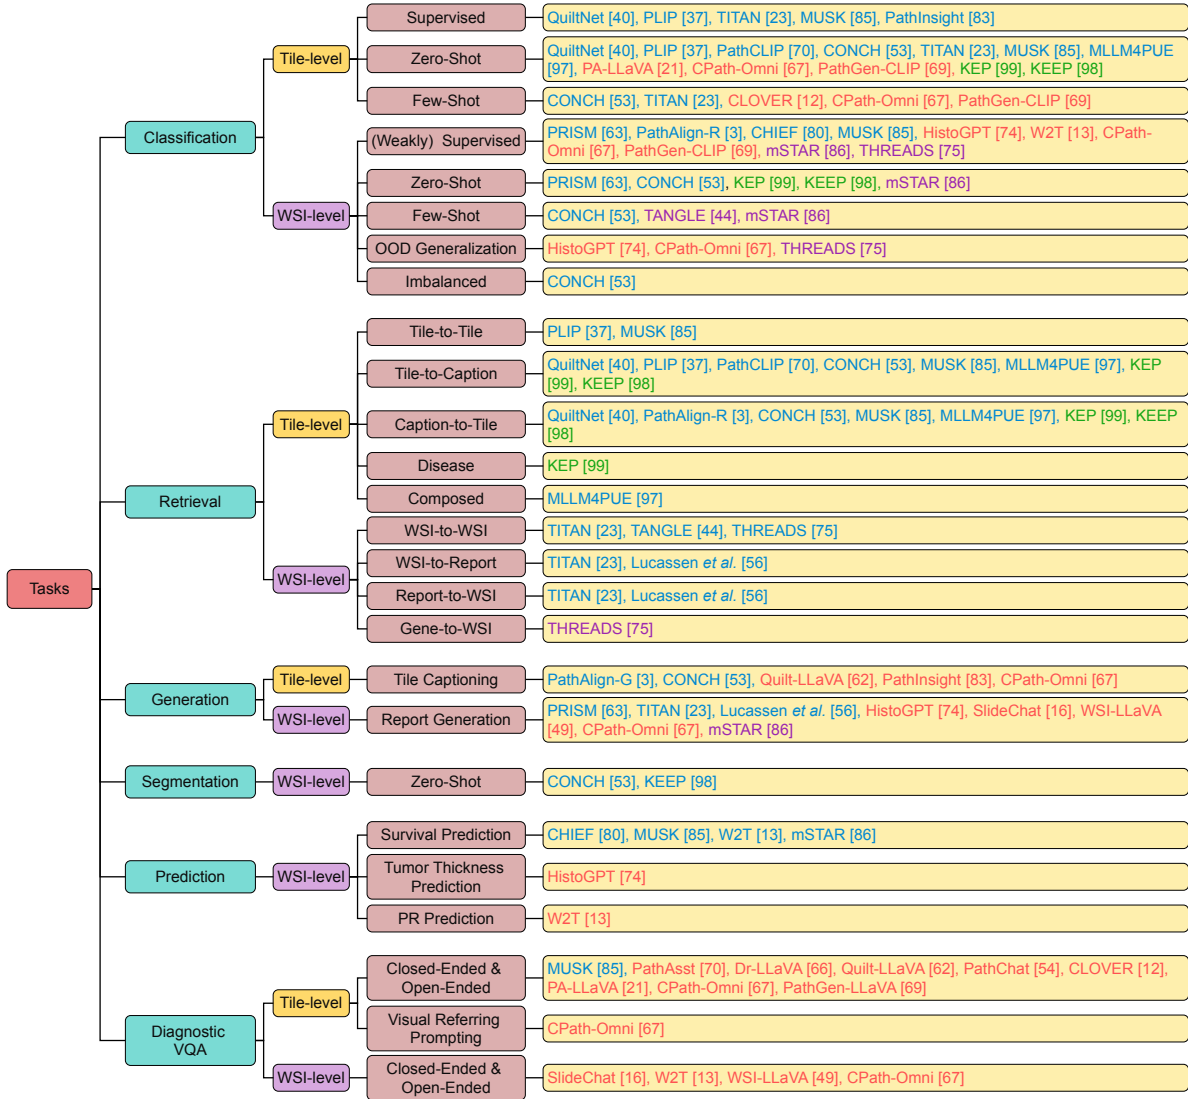 Tasks
Classification
Tile-level
Supervised
QuiltNet [40], PLIP [37], TITAN [23], MUSK [85], PathInsight [83]
Zero-Shot
QuiltNet [40], PLIP [37], PathCLIP [70], CONCH [53], TITAN [23], MUSK [85], MLLM4PUE
[97], PA-LLaVA [21], CPath-Omni [67], PathGen-CLIP [69], KEP [99], KEEP [98]
Few-Shot
CONCH [53], TITAN [23], CLOVER [12], CPath-Omni [67], PathGen-CLIP [69]
WSI-level
(Weakly) Supervised
PRISM [63], PathAlign-R [3], CHIEF [80], MUSK [85], HistoGPT [74], W2T [13], CPath-
Omni [67], PathGen-CLIP [69], mSTAR [86], THREADS [75]
Zero-Shot
PRISM [63], CONCH [53], KEP [99], KEEP [98], mSTAR [86]
Few-Shot
CONCH [53], TANGLE [44], mSTAR [86]
OOD Generalization
HistoGPT [74], CPath-Omni [67], THREADS [75]
Imbalanced
CONCH [53]
Retrieval
Tile-level
Tile-to-Tile
PLIP [37], MUSK [85]
Tile-to-Caption
QuiltNet [40], PLIP [37], PathCLIP [70], CONCH [53], MUSK [85], MLLM4PUE [97], KEP
[99], KEEP [98]
Caption-to-Tile
QuiltNet [40], PathAlign-R [3], CONCH [53], MUSK [85], MLLM4PUE [97], KEP [99], KEEP
[98]
Disease
KEP [99]
Composed
MLLM4PUE [97]
WSI-level
WSI-to-WSI
TITAN [23], TANGLE [44], THREADS [75]
WSI-to-Report
TITAN [23], Lucassen et al. [56]
Report-to-WSI
TITAN [23], Lucassen et al. [56]
Gene-to-WSI
THREADS [75]
Generation
Tile-level
Tile Captioning
PathAlign-G [3], CONCH [53], Quilt-LLaVA [62], PathInsight [83], CPath-Omni [67]
WSI-level
Report Generation
PRISM [63], TITAN [23], Lucassen et al. [56], HistoGPT [74], SlideChat [16], WSI-LLaVA
[49], CPath-Omni [67], mSTAR [86]
Segmentation
WSI-level
Zero-Shot
CONCH [53], KEEP [98]
Prediction
WSI-level
Survival Prediction
CHIEF [80], MUSK [85], W2T [13], mSTAR [86]
Tumor Thickness
Prediction
HistoGPT [74]
PR Prediction
W2T [13]
Diagnostic
VQA
Tile-level
Closed-Ended &
Open-Ended
MUSK [85], PathAsst [70], Dr-LLaVA [66], Quilt-LLaVA [62], PathChat [54], CLOVER [12],
PA-LLaVA [21], CPath-Omni [67], PathGen-LLaVA [69]
Visual Referring
Prompting
CPath-Omni [67]
WSI-level
Closed-Ended &
Open-Ended
SlideChat [16], W2T [13], WSI-LLaVA [49], CPath-Omni [67]